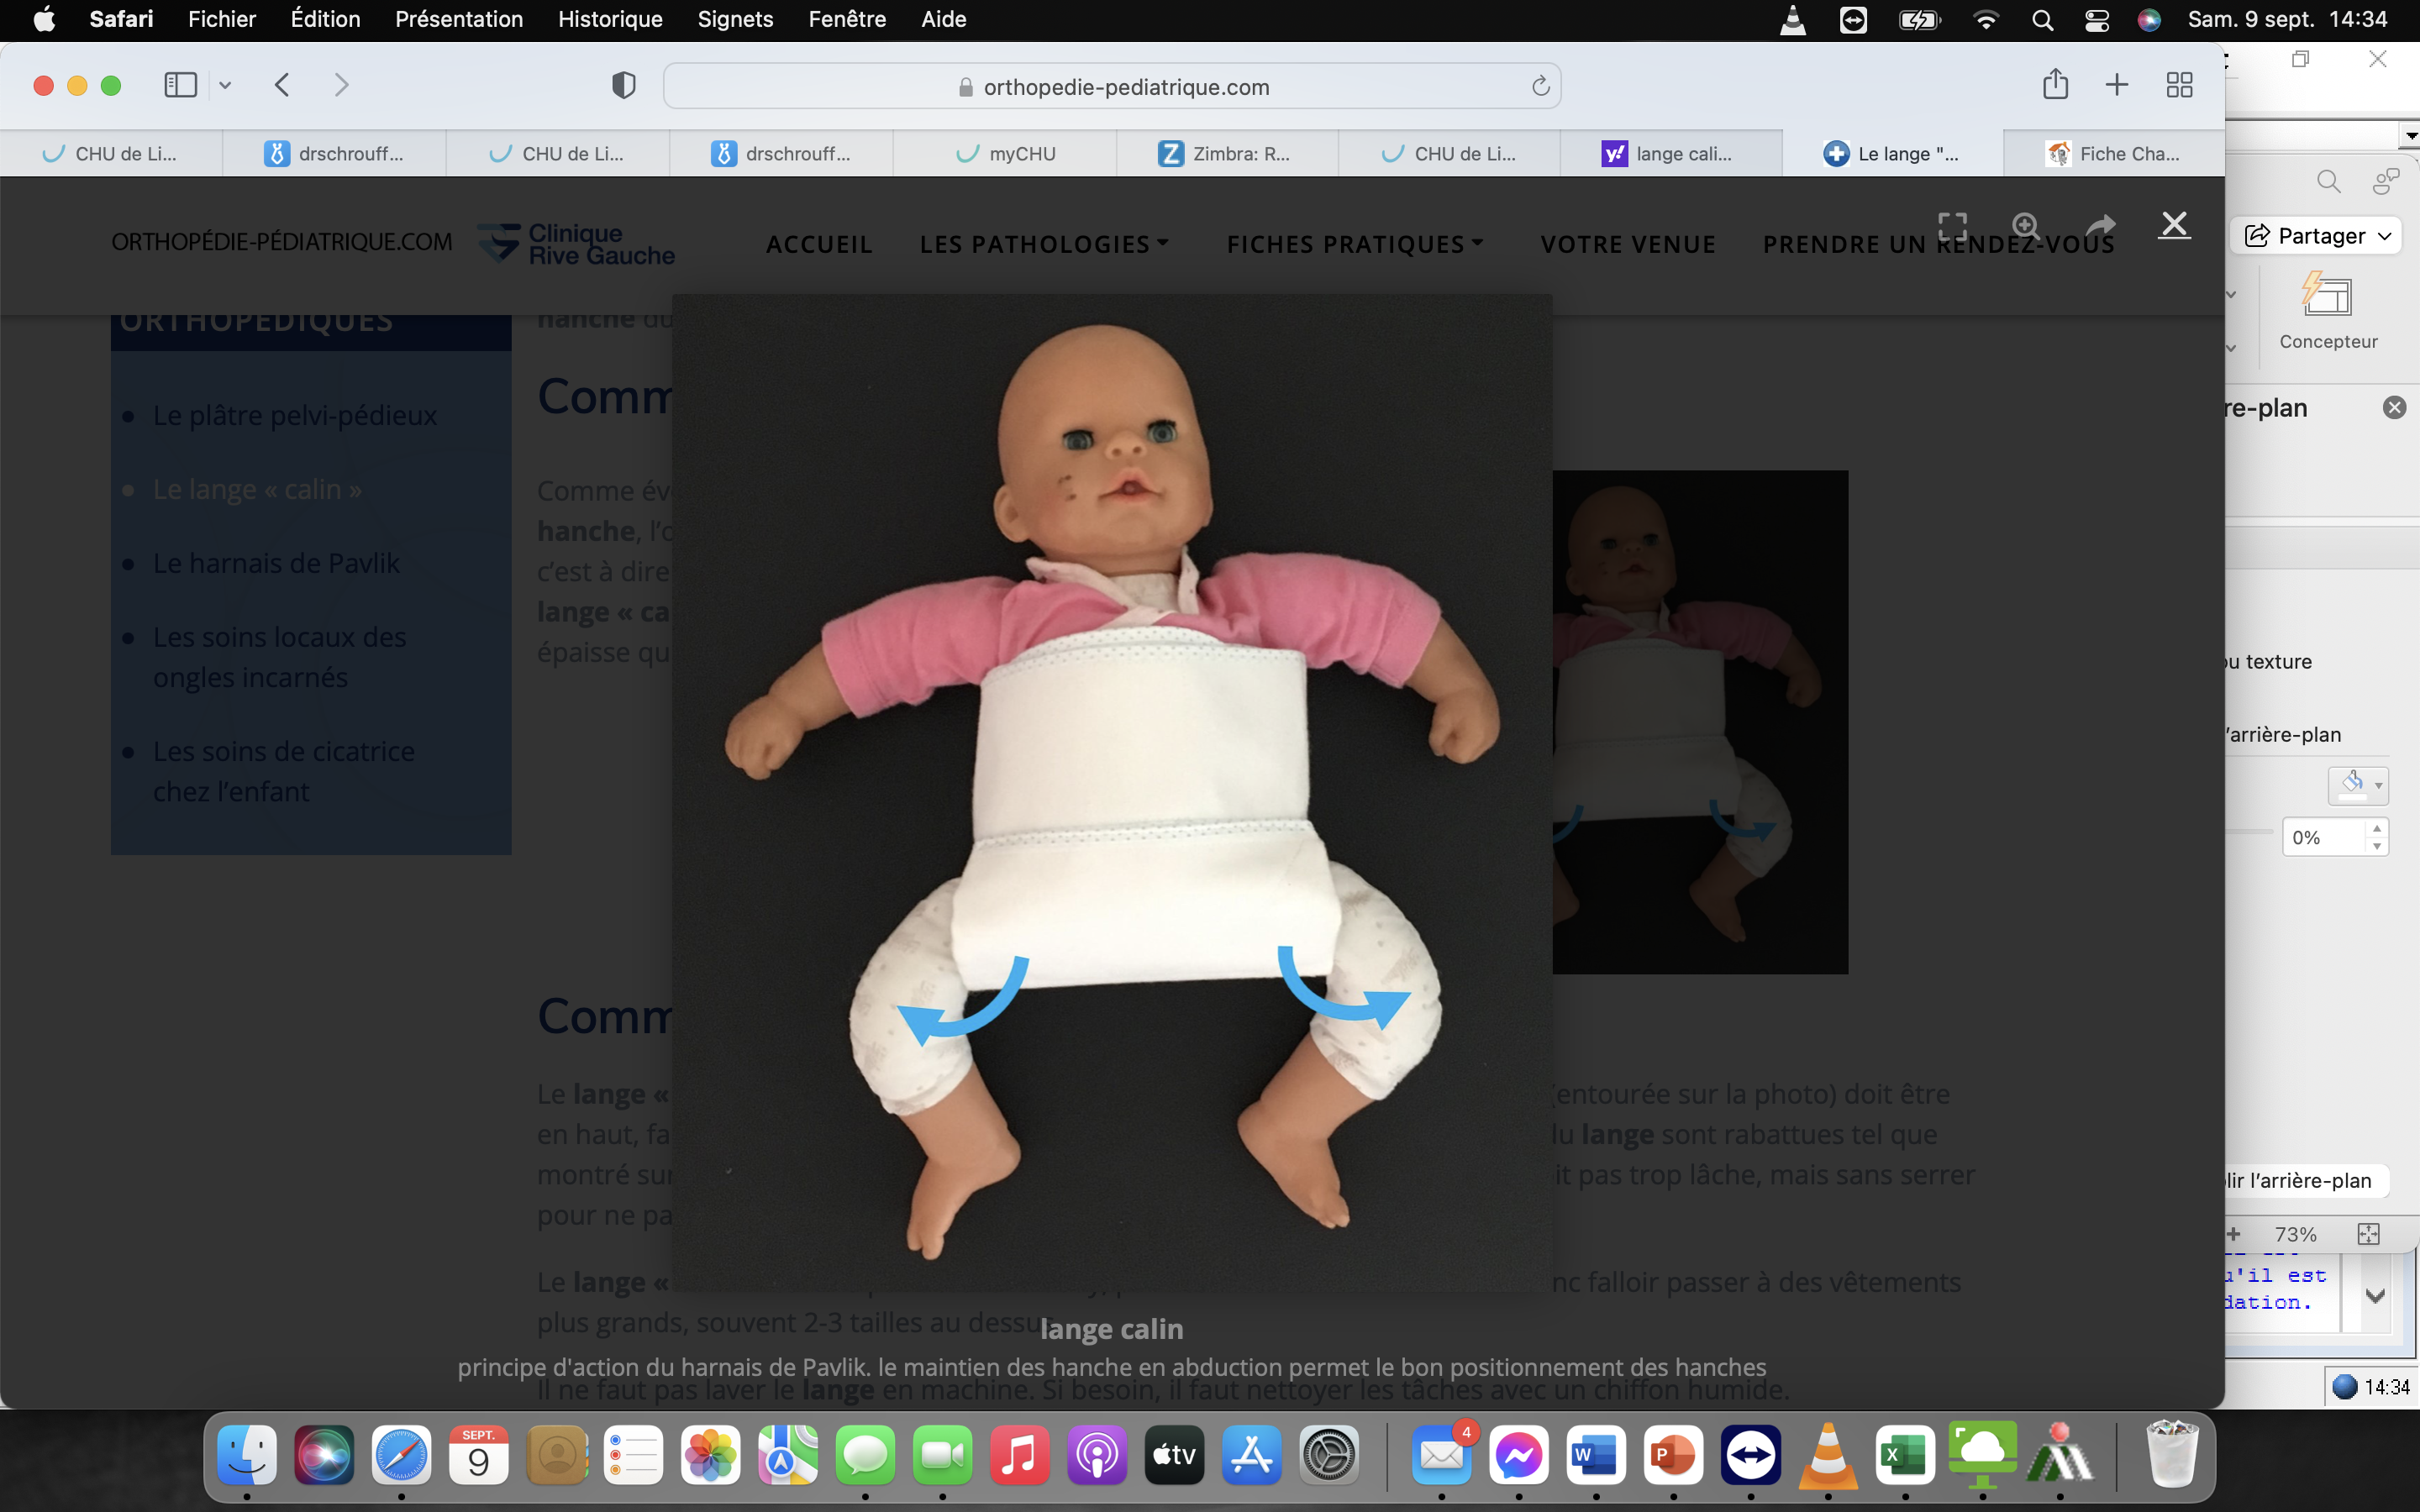 Safari Fichier Édition Présentation Historique Signets Fenêtre Aide
Sam. 9 sept. 14:34
orthopedie-pediatrique.com
CHU de Li...
drschrouff...
CHU de Li...
drschrouff...
myCHU
Zimbra: R...
CHU de Li...
lange cali...
Le lange "...
Fiche Cha...
ORTHOPÉDIE-PÉDIATRIQUE.COM
Clinique
Rive Gauche
ACCUEIL LES PATHOLOGIES FICHES PRATIQUES VOTRE VENUE PRENDRE UN RENDEZ-VOUS
ORTHOPÉDIQUES
Le plâtre pelvi-pédieux
Le lange « calin »
Le harnais de Pavlik
Les soins locaux des
ongles incarnés
Les soins de cicatrice
chez l'enfant
hanche du
Comm
Comme év
hanche, l'o
c'est à dire
lange « ca
épaisse qu
Comm
Le lange « (entourée sur la photo) doit être
en haut, fa lu lange sont rabattues tel que
montré sur it pas trop lâche, mais sans serrer
pour ne pa
Le lange « nc falloir passer à des vêtements
plus grands, souvent 2-3 tailles au dessu
lange calin
principe d'action du harnais de Pavlik. le maintien des hanche en abduction permet le bon positionnement des hanches
Il ne faut pas laver le lange en machine. Si besoin, il faut nettoyer les tâches avec un chiffon humide.
Partager
Concepteur
re-plan
ou texture
'arrière-plan
0%
lir l'arrière-plan
73%
u'il est
dation.
14:34
SEPT.
9
tv
4
W
P
X